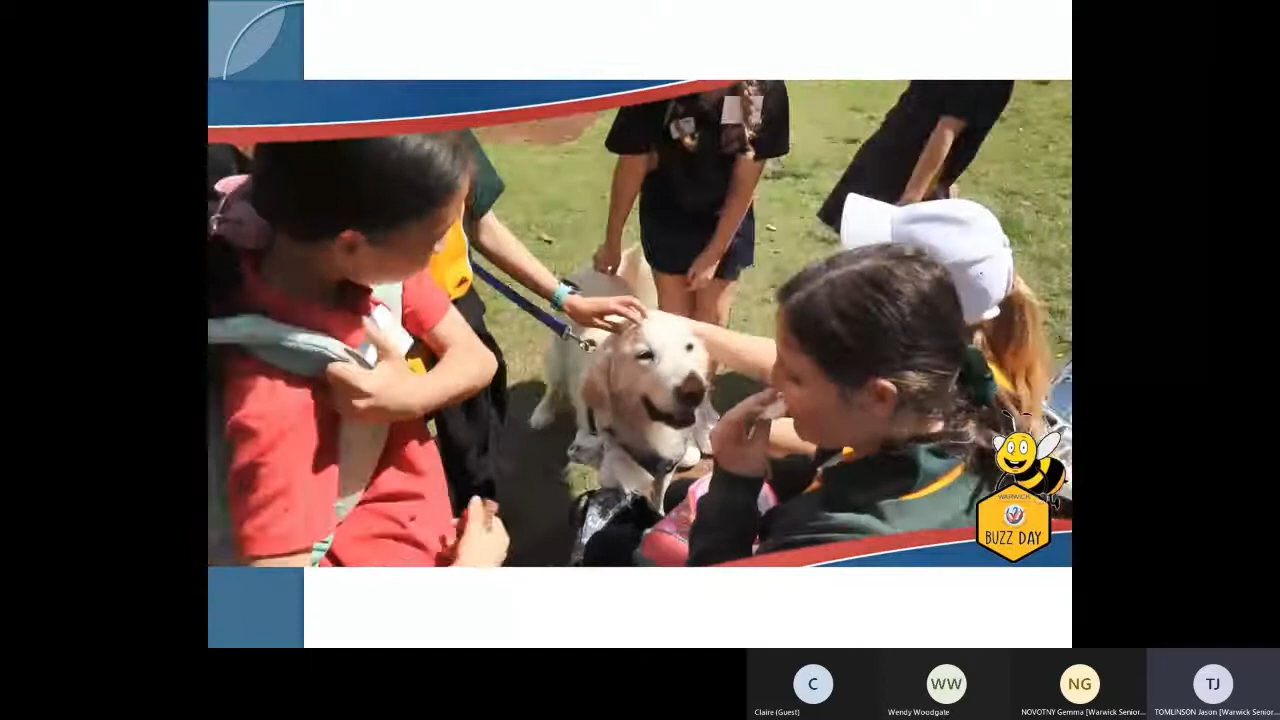 WARWICK
BUZZ DAY
C
WW
NG
TJ
Claire (Guest)
Wendy Woodgate
NOVOTNY Gemma [Warwick Senior...
TOMLINSON Jason [Warwick Senior...